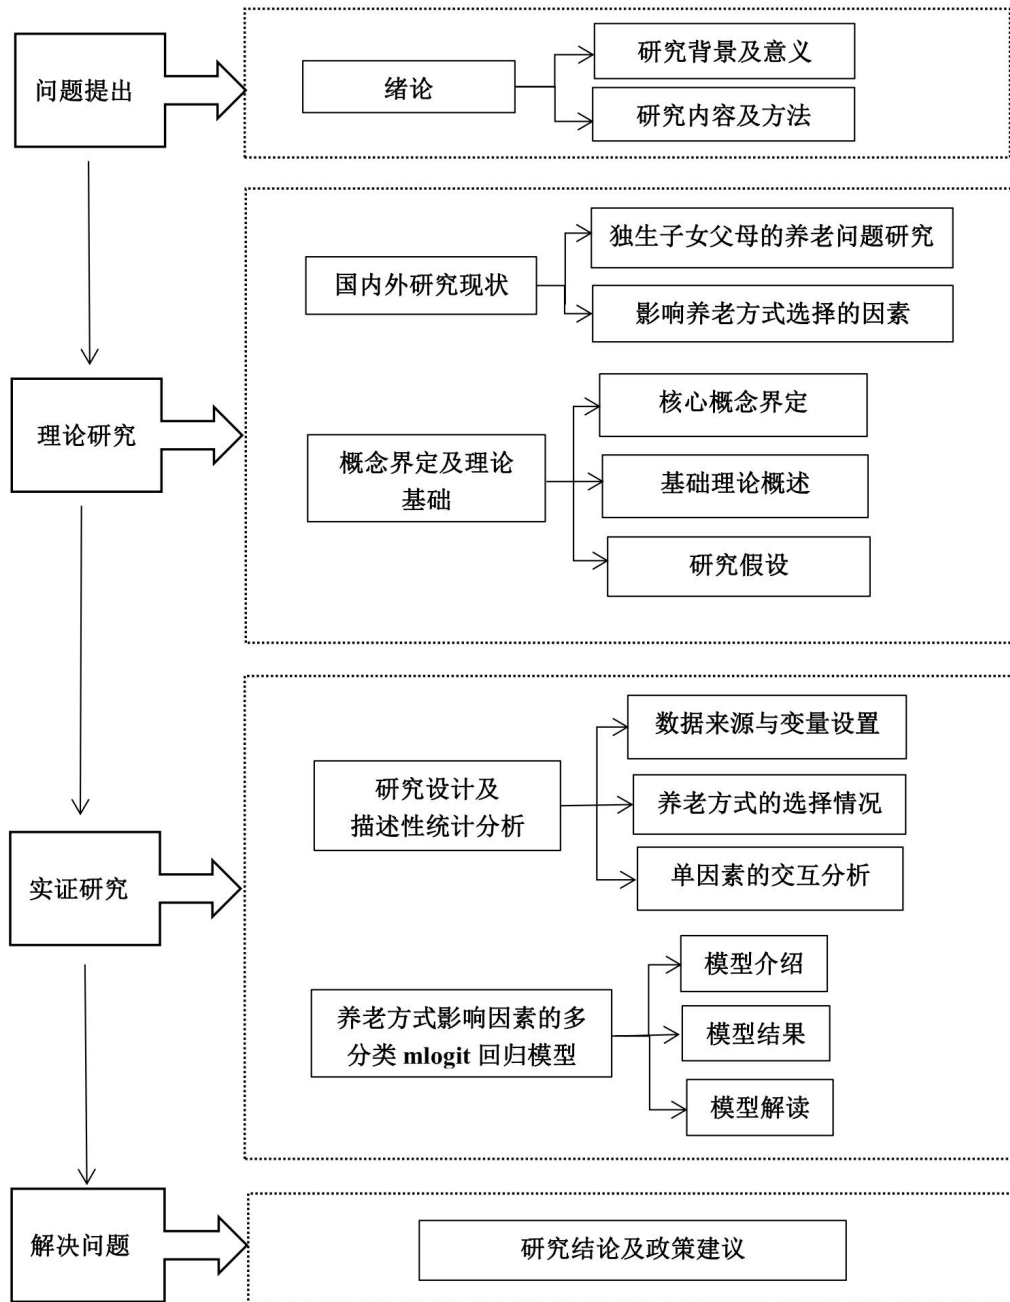 问题提出
绪论
研究背景及意义
研究内容及方法
理论研究
国内外研究现状
独生子女父母的养老问题研究
影响养老方式选择的因素
概念界定及理论
基础
核心概念界定
基础理论概述
研究假设
实证研究
研究设计及
描述性统计分析
数据来源与变量设置
养老方式的选择情况
单因素的交互分析
养老方式影响因素的多
分类 mlogit 回归模型
模型介绍
模型结果
模型解读
解决问题
研究结论及政策建议